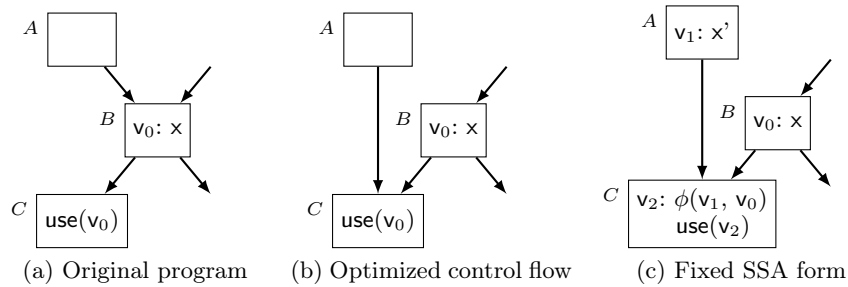 A
B
v₀: x
C
use(v₀)
(a) Original program
A
B
v₀: x
C
use(v₀)
(b) Optimized control flow
A
v₁: x'
B
v₀: x
C
v₂: ϕ(v₁, v₀)
use(v₂)
(c) Fixed SSA form